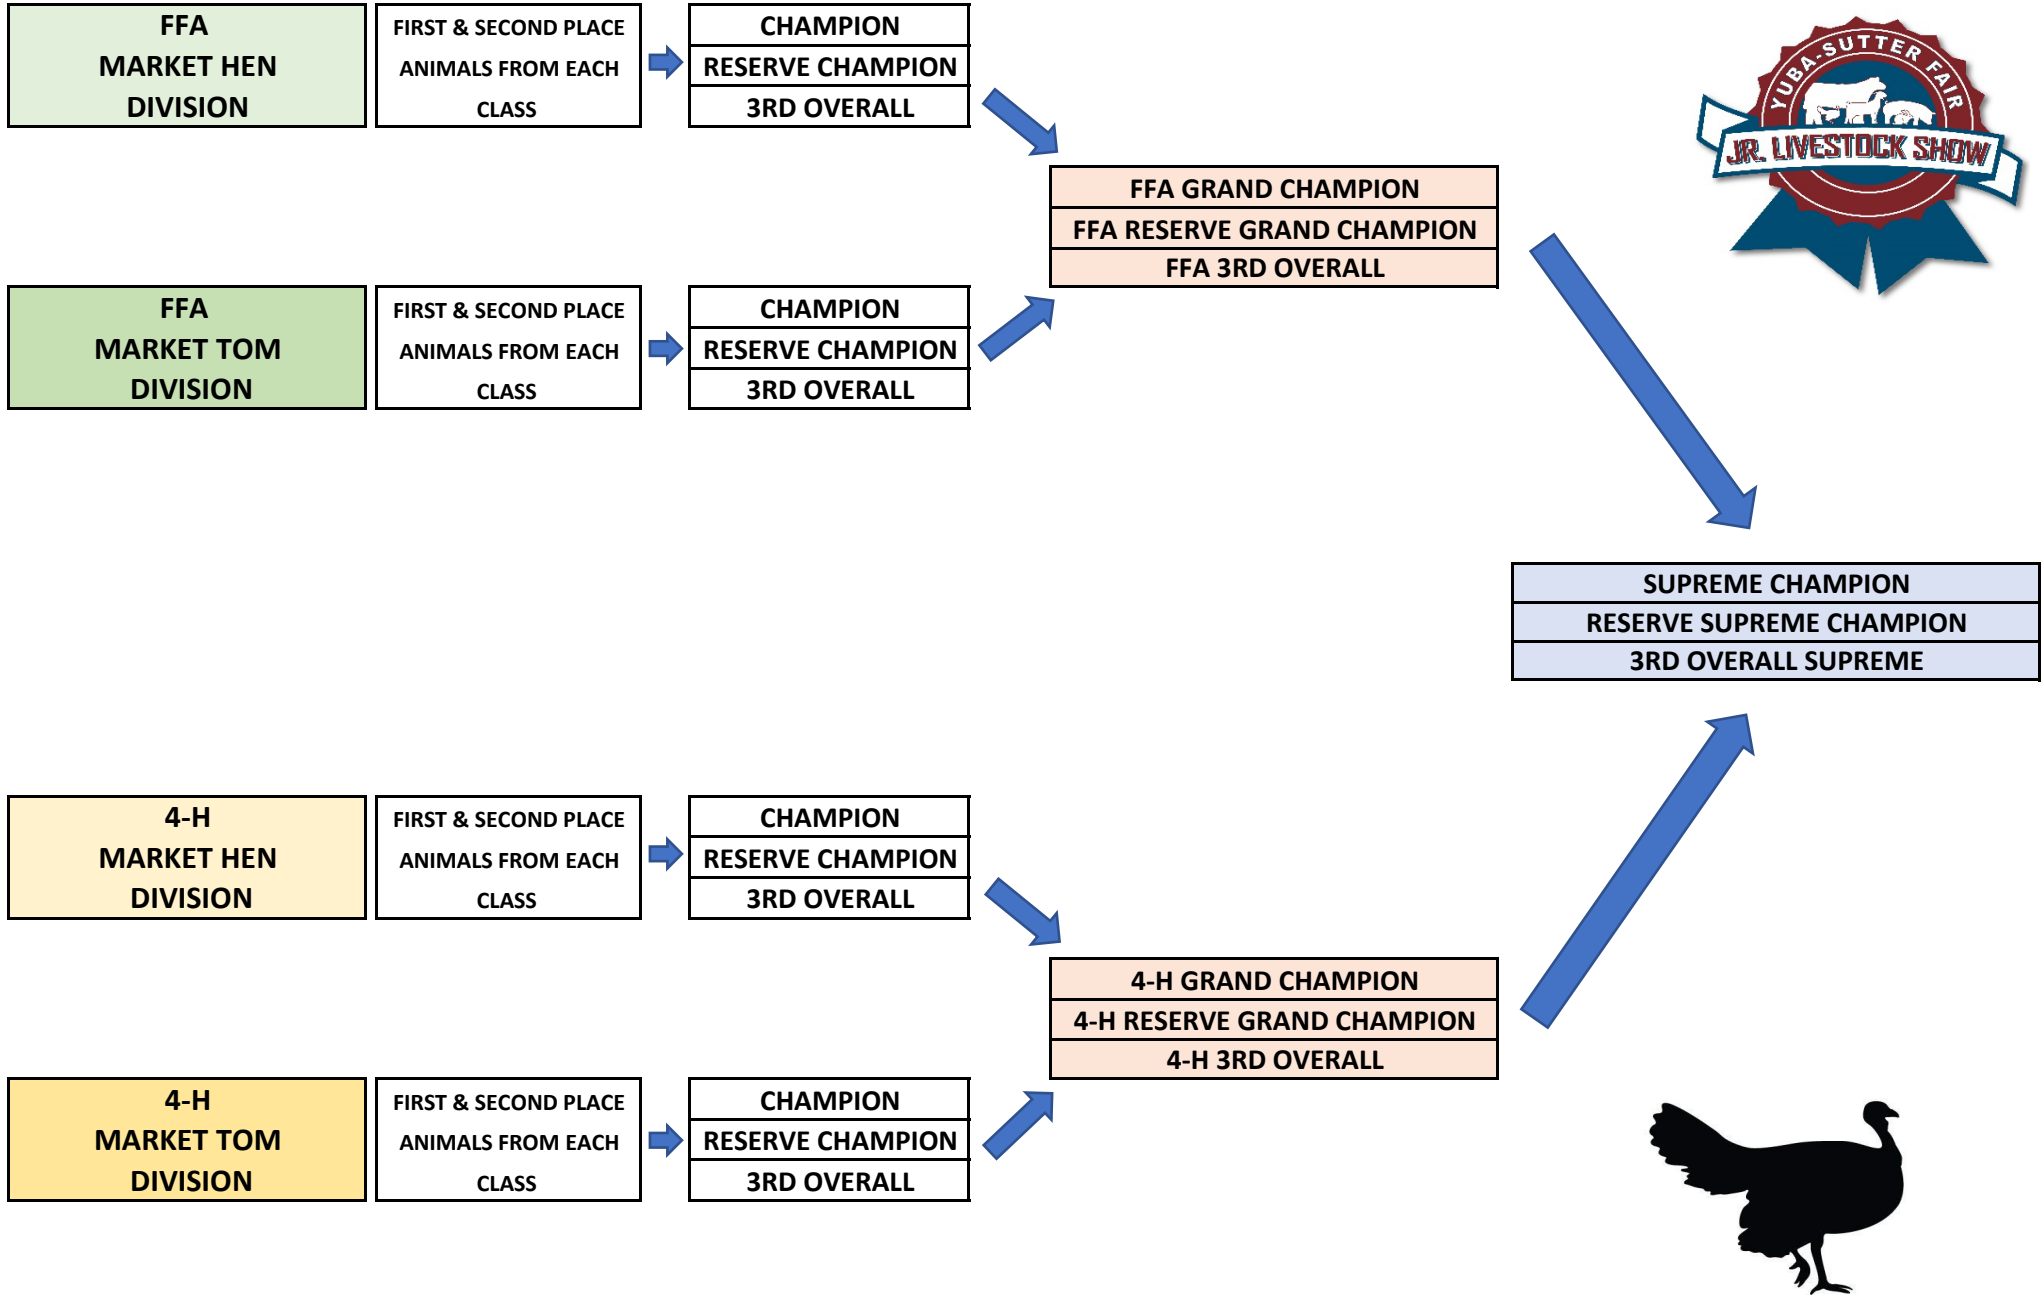 FFA
MARKET HEN
DIVISION
FIRST & SECOND PLACE
ANIMALS FROM EACH
CLASS
CHAMPION
RESERVE CHAMPION
3RD OVERALL
YUBA-SUTTER FAIR
JR. LIVESTOCK SHOW
FFA GRAND CHAMPION
FFA RESERVE GRAND CHAMPION
FFA 3RD OVERALL
FFA
MARKET TOM
DIVISION
FIRST & SECOND PLACE
ANIMALS FROM EACH
CLASS
CHAMPION
RESERVE CHAMPION
3RD OVERALL
SUPREME CHAMPION
RESERVE SUPREME CHAMPION
3RD OVERALL SUPREME
4-H
MARKET HEN
DIVISION
FIRST & SECOND PLACE
ANIMALS FROM EACH
CLASS
CHAMPION
RESERVE CHAMPION
3RD OVERALL
4-H GRAND CHAMPION
4-H RESERVE GRAND CHAMPION
4-H 3RD OVERALL
4-H
MARKET TOM
DIVISION
FIRST & SECOND PLACE
ANIMALS FROM EACH
CLASS
CHAMPION
RESERVE CHAMPION
3RD OVERALL